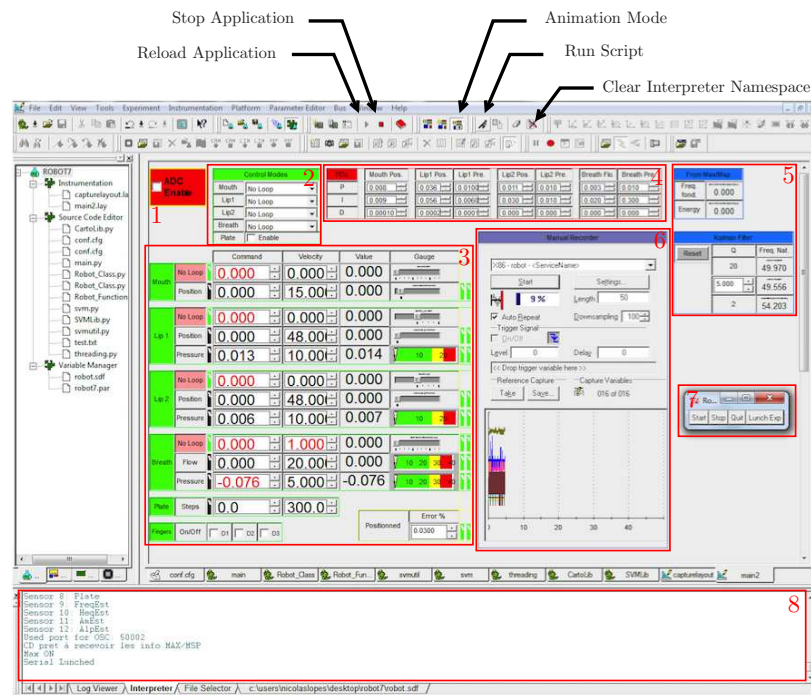 Stop Application
Animation Mode
Reload Application
Run Script
Clear Interpreter Namespace
File Edit View Tools Experiment Instrumentation Platform Parameter Editor Bus Window Help
ROBOT7
Instrumentation
capturelayout.la
main2.lay
Source Code Editor
CartoLib.py
conf.cfg
conf.cfg
main.py
Robot_Class.py
Robot_Class.py
Robot_Function
svm.py
SVMLib.py
svmutil.py
test.txt
threading.py
Variable Manager
robot.sdf
robot7.par
ADC
Enable
1
Control Modes
2
Mouth No Loop
Lip1 No Loop
Lip2 No Loop
Breath No Loop
Plate Enable
Mouth Pos. Lip1 Pos. Lip1 Pre. Lip2 Pos. Lip2 Pre. Breath Flo. Breath Pre.
4
P 0.008 0.036 0.0100 0.011 0.010 0.003 0.010
I 0.009 0.056 0.0060 0.030 0.010 0.020 0.300
D 0.00010 0.0002 0.000 0.000 0.000 0.000 0.000
From Max/Msp
5
Freq. fond. 0.000
Energy 0.000
Kalman Filter
Reset Q Freq. Nat.
20 49.970
5.000 49.556
2 54.203
3
Command Velocity Value Gauge
Mouth
No Loop 0.000 0.000 0.000
Position 0.000 15.00 0.000
Lip 1
No Loop 0.000 0.000 0.000
Position 0.000 48.00 0.000
Pressure 0.013 10.00 0.014 10 20
Lip 2
No Loop 0.000 0.000 0.000
Position 0.000 48.00 0.000
Pressure 0.006 10.00 0.007 10 20
Breath
No Loop 0.000 1.000 0.000
Flow 0.000 20.00 0.000 10 20 30
Pressure -0.076 5.000 -0.076 10 20 30
Plate Steps 0.0 300.0
Fingers On/Off D1 D2 D3
Positionned
Error %
0.0300
Manual Recorder
6
X86 - robot - <ServiceName>
Start Settings...
9 % Length 50
Auto Repeat Downsampling 100
Trigger Signal
On/Off
Level 0 Delay 0
<< Drop trigger variable here >>
Reference Capture Capture Variables
Take Save... 016 of 016
0 10 20 30 40
7
Ro...
Start Stop Quit Lunch Exp
conf.cfg main Robot_Class Robot_Fun... svmutil svm threading CartoLib SVMLib capturelayout main2
8
Sensor 8: Plate
Sensor 9: FreqEst
Sensor 10: HeqEst
Sensor 11: AmEst
Sensor 12: AlpEst
Used port for OSC: 50002
CD pret à recevoir les info MAX/MSP
Max ON
Serial Lunched
Log Viewer Interpreter File Selector c:\users\nicolaslopes\desktop\robot7\robot.sdf